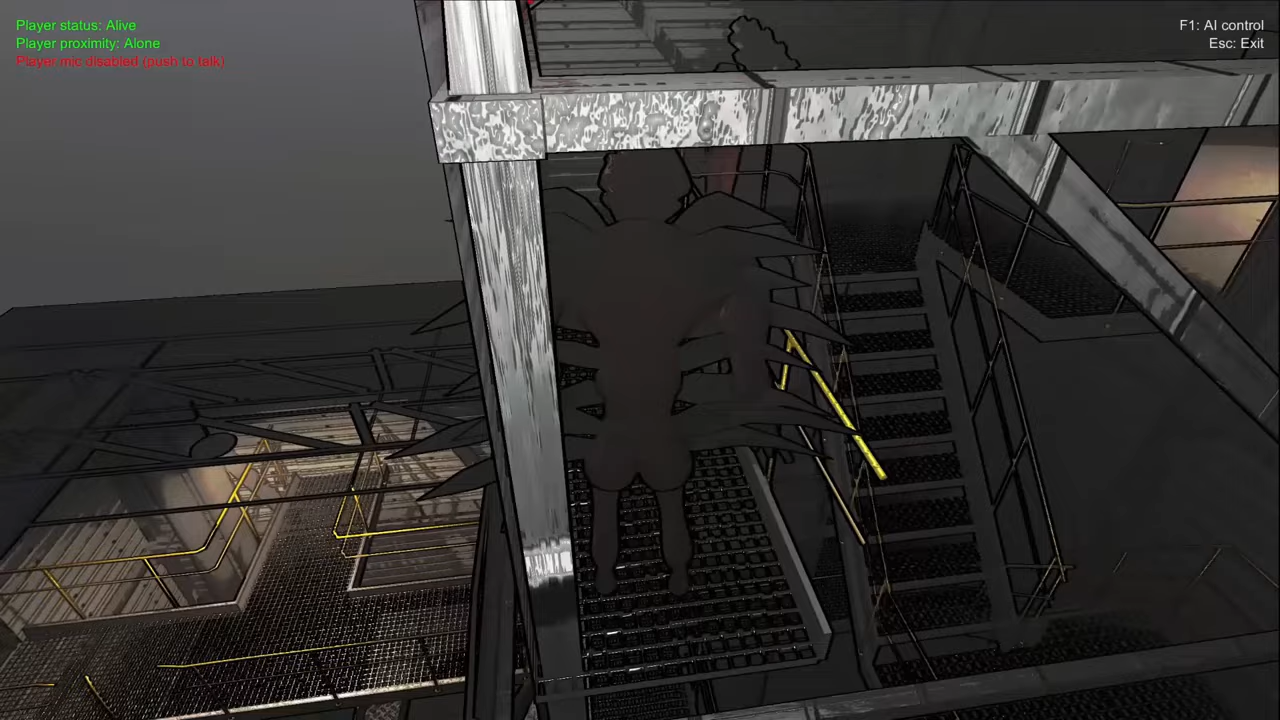 Player status: Alive
Player proximity: Alone
Player mic disabled (push to talk)
F1: AI control
Esc: Exit